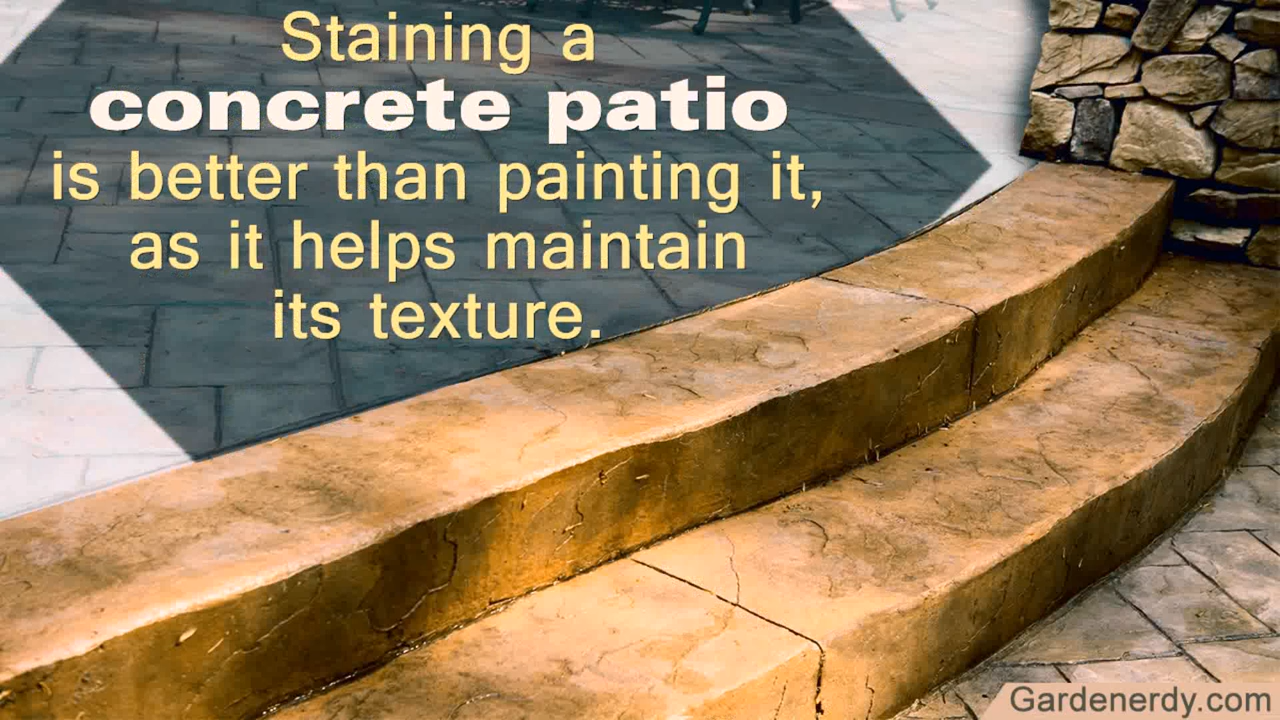 Staining a
concrete patio
is better than painting it,
as it helps maintain
its texture.
Gardenerdy.com